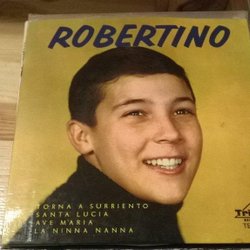 ROBERTINO
TORNA A SURRIENTO
SANTA LUCIA
AVE MARIA
LA NINNA NANNA